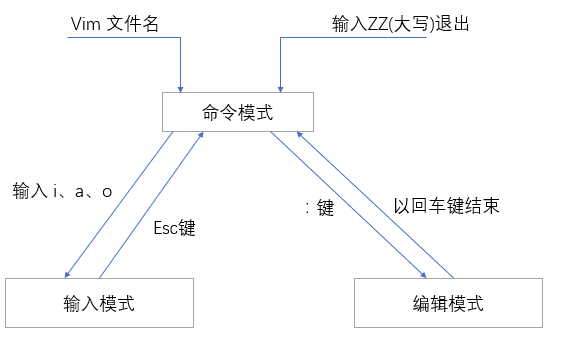 Vim 文件名
输入ZZ(大写)退出
命令模式
输入 i、a、o
Esc键
：键
以回车键结束
输入模式
编辑模式